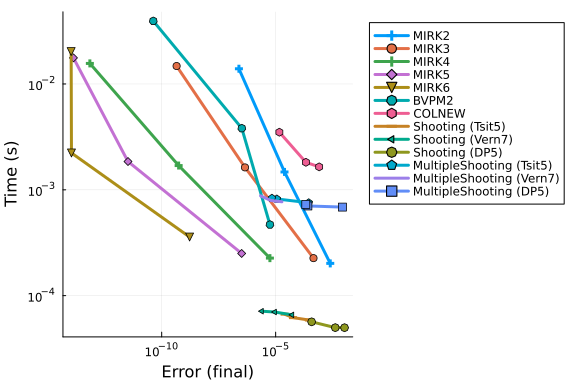 MIRK2
MIRK3
MIRK4
MIRK5
MIRK6
BVPM2
COLNEW
Shooting (Tsit5)
Shooting (Vern7)
Shooting (DP5)
MultipleShooting (Tsit5)
MultipleShooting (Vern7)
MultipleShooting (DP5)
Time (s)
10⁻²
10⁻³
10⁻⁴
10⁻¹⁰
10⁻⁵
Error (final)